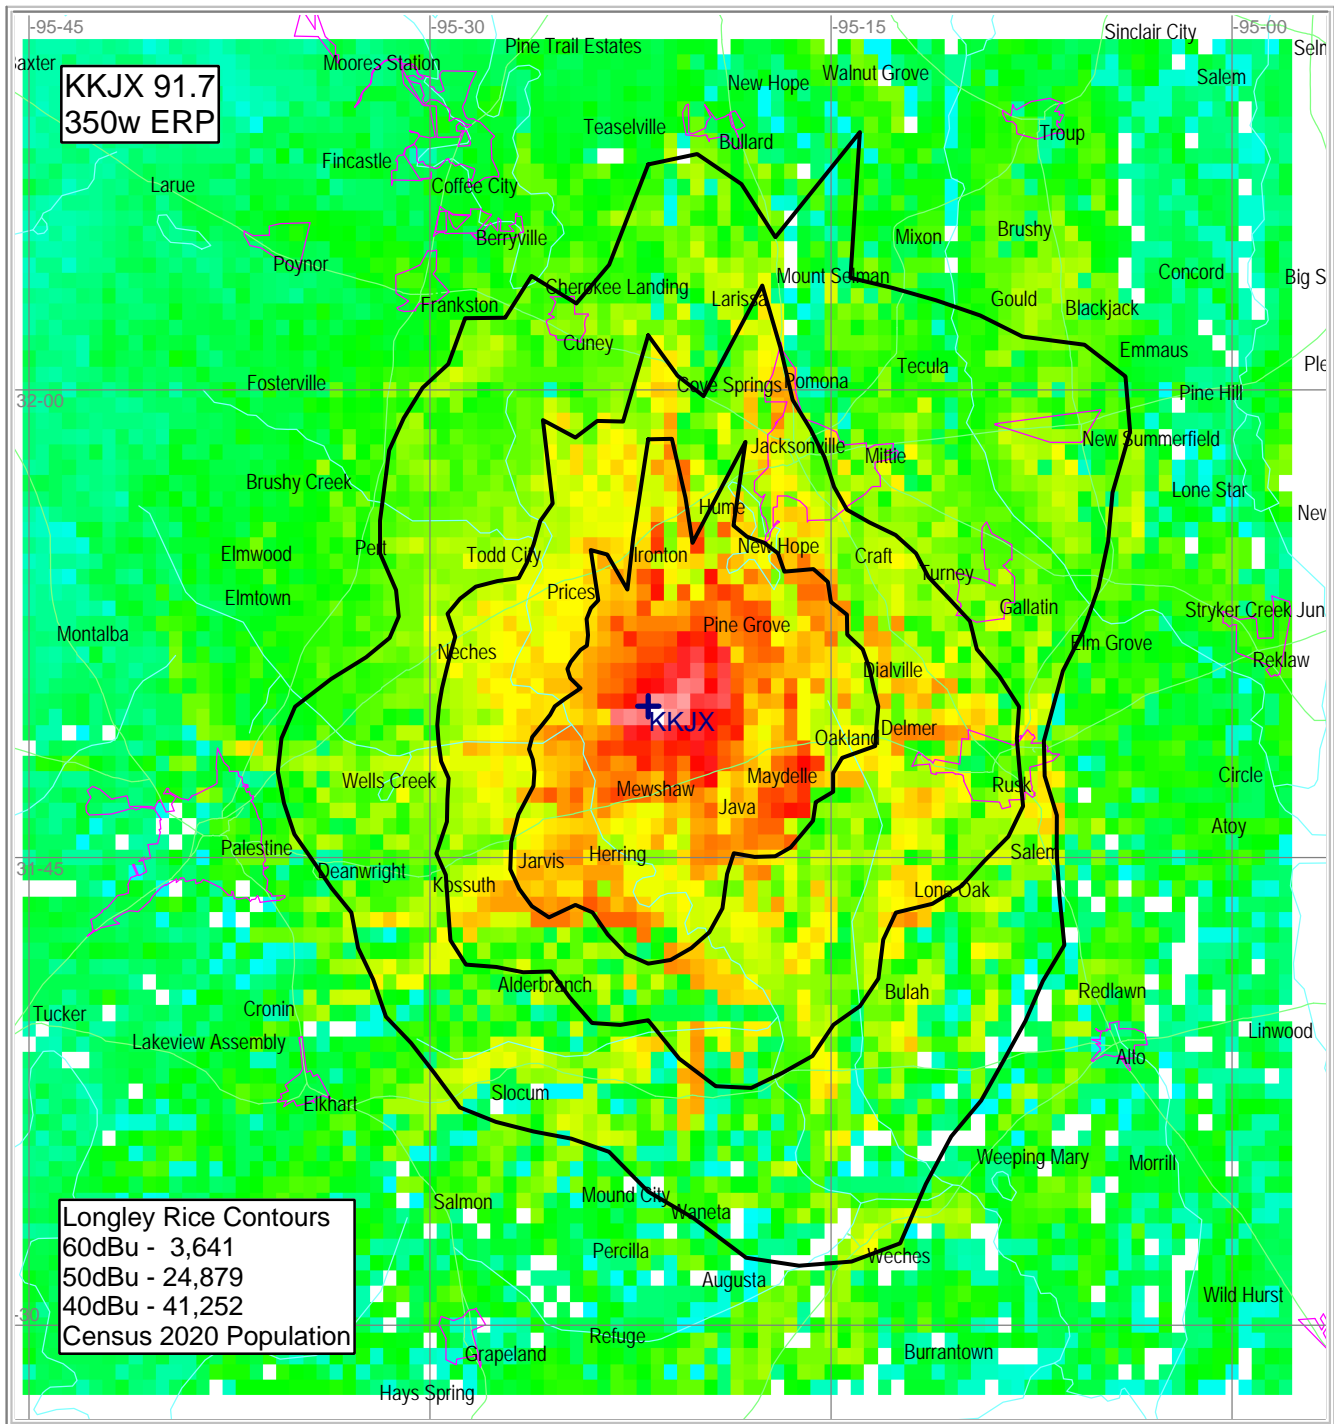 -95-45
-95-30
-95-15
-95-00
Sinclair City
Pine Trail Estates
Moores Station
Walnut Grove
New Hope
Salem
KKJX 91.7
350w ERP
Teaselville
Bullard
Troup
Fincastle
Larue
Coffee City
Berryville
Mixon
Brushy
Poynor
Concord
Mount Selman
Cherokee Landing
Larissa
Gould
Blackjack
Frankston
Cuney
Emmaus
Tecula
Fosterville
Cove Springs
Pomona
Pine Hill
32-00
Jacksonville
Mittie
New Summerfield
Brushy Creek
Lone Star
Hume
New
Elmwood
Pert
Todd City
Ironton
New Hope
Craft
Turney
Elmtown
Prices
Gallatin
Stryker Creek Jun
Montalba
Pine Grove
Elm Grove
Neches
Dialville
Reklaw
KKJX
Oakland
Delmer
Wells Creek
Mewshaw
Maydelle
Rusk
Circle
Java
Atoy
Palestine
Jarvis
Herring
Salem
31-45
Deanwright
Kossuth
Lone Oak
Alderbranch
Bulah
Redlawn
Tucker
Cronin
Linwood
Lakeview Assembly
Alto
Elkhart
Slocum
Weeping Mary
Morrill
Salmon
Mound City
Waneta
Percilla
Weches
Augusta
Wild Hurst
Longley Rice Contours
60dBu -  3,641
50dBu - 24,879
40dBu - 41,252
Census 2020 Population
-30
Refuge
Grapeland
Burrantown
Hays Spring